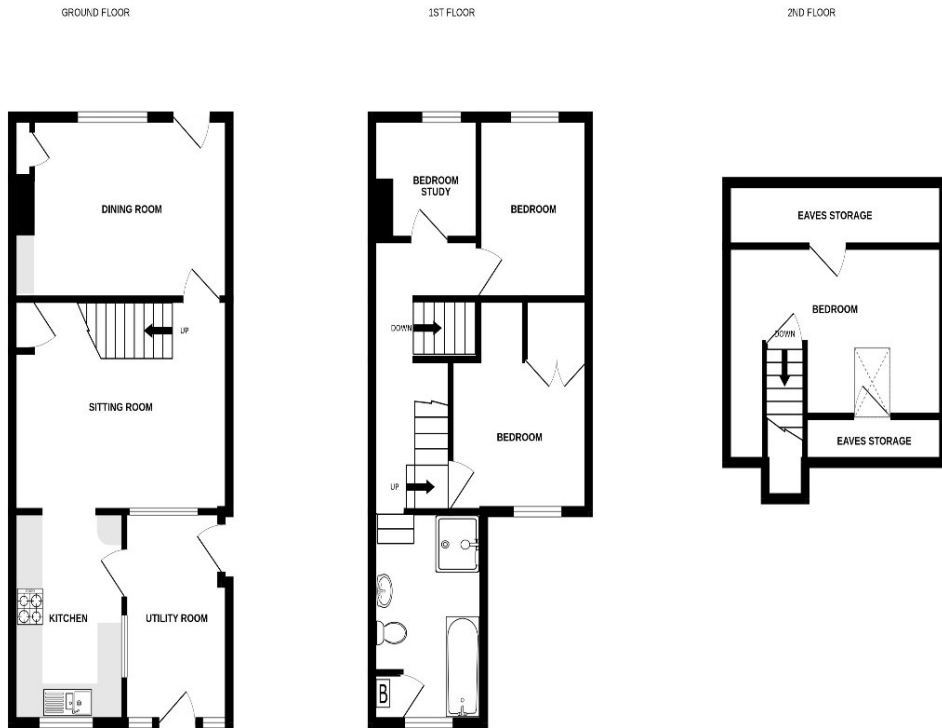 GROUND FLOOR
1ST FLOOR
2ND FLOOR
DINING ROOM
UP
SITTING ROOM
KITCHEN
UTILITY ROOM
BEDROOM
STUDY
BEDROOM
DOWN
BEDROOM
UP
B
EAVES STORAGE
BEDROOM
DOWN
EAVES STORAGE